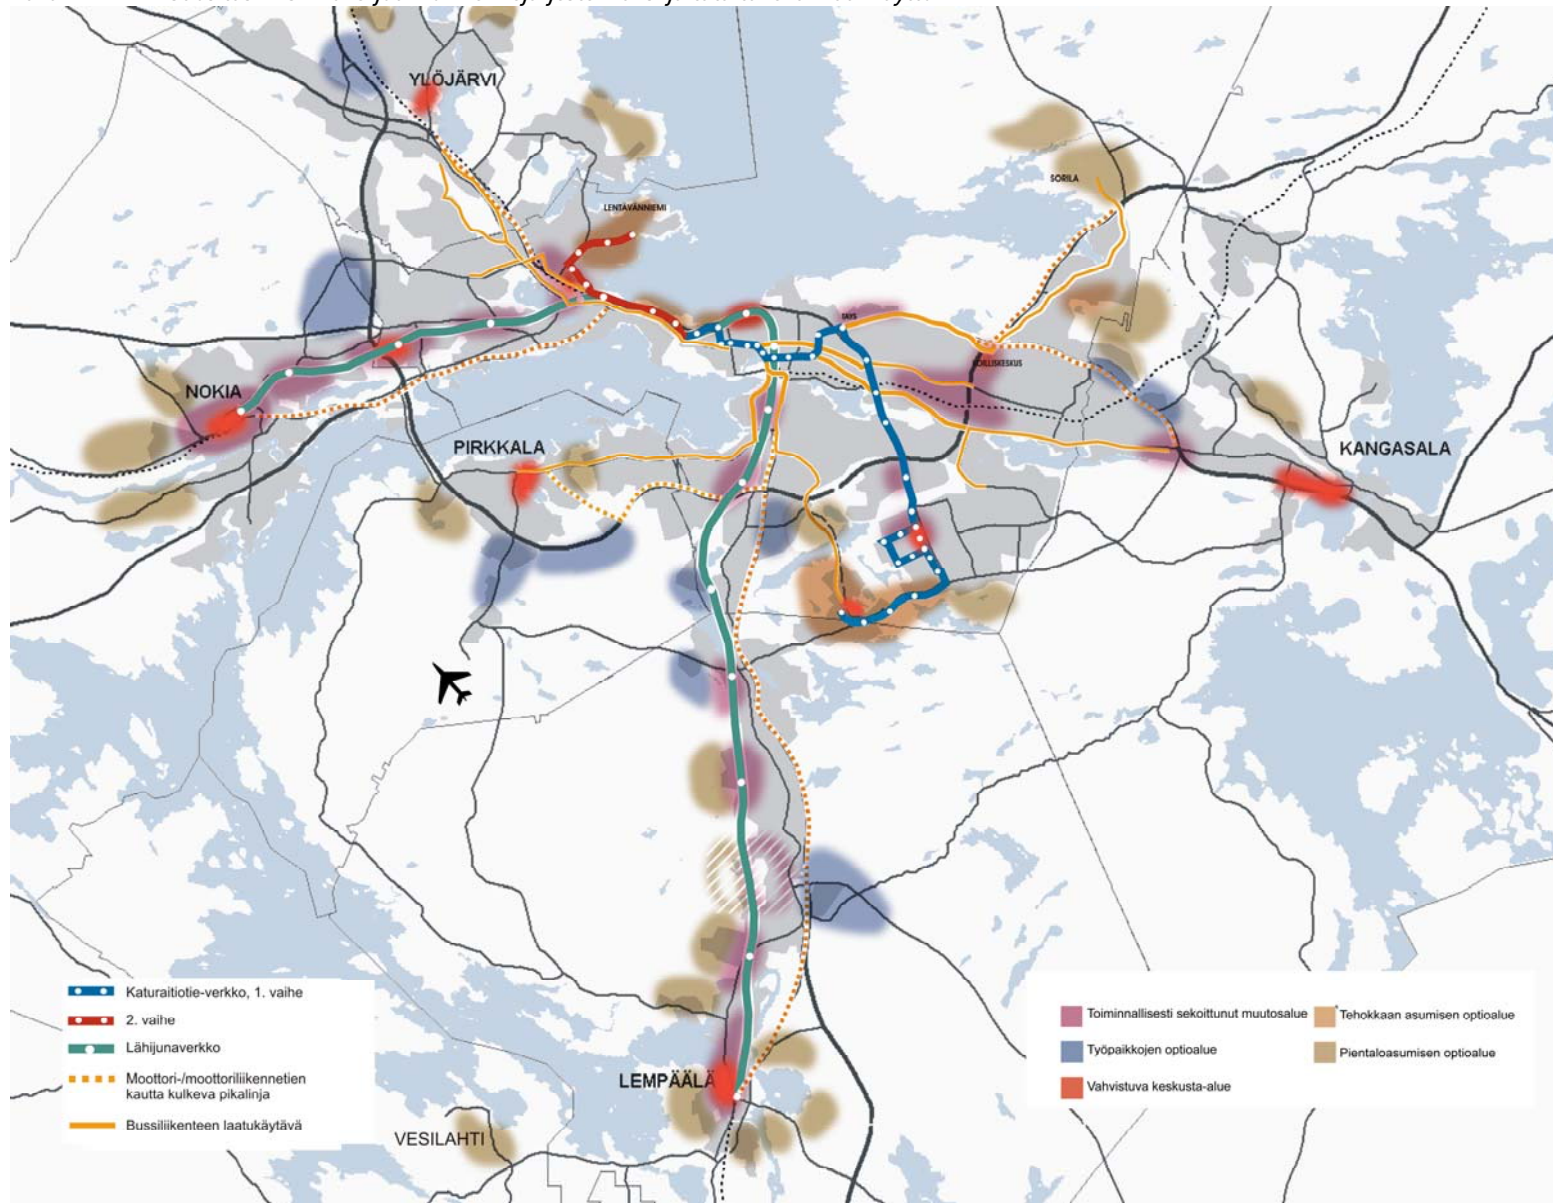 YLÖJÄRVI
SORILA
LENTÄVÄNNIEMI
TAYS
KOILLISKESKUS
NOKIA
PIRKKALA
KANGASALA
LEMPÄÄLÄ
VESILAHTI
Katuraitiotie-verkko, 1. vaihe
2. vaihe
Lähijunaverkko
Moottori-/moottoriliikennetien
kautta kulkeva pikalinja
Bussiliikenteen laatukäytävä
Toiminnallisesti sekoittunut muutosalue
Tehokkaan asumisen optioalue
Työpaikkojen optioalue
Pientaloasumisen optioalue
Vahvistuva keskusta-alue